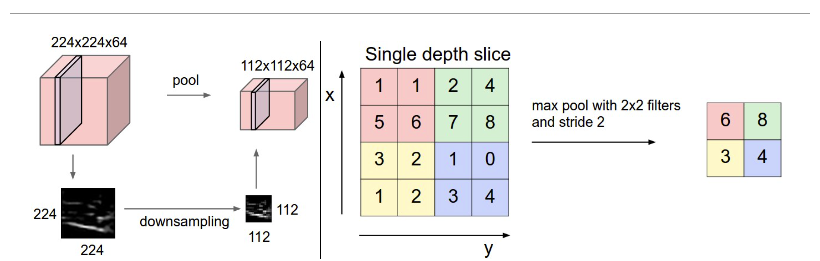 224x224x64
pool
112x112x64
224
224
downsampling
112
112
Single depth slice
x
1 1 2 4
5 6 7 8
3 2 1 0
1 2 3 4
y
max pool with 2x2 filters
and stride 2
6 8
3 4